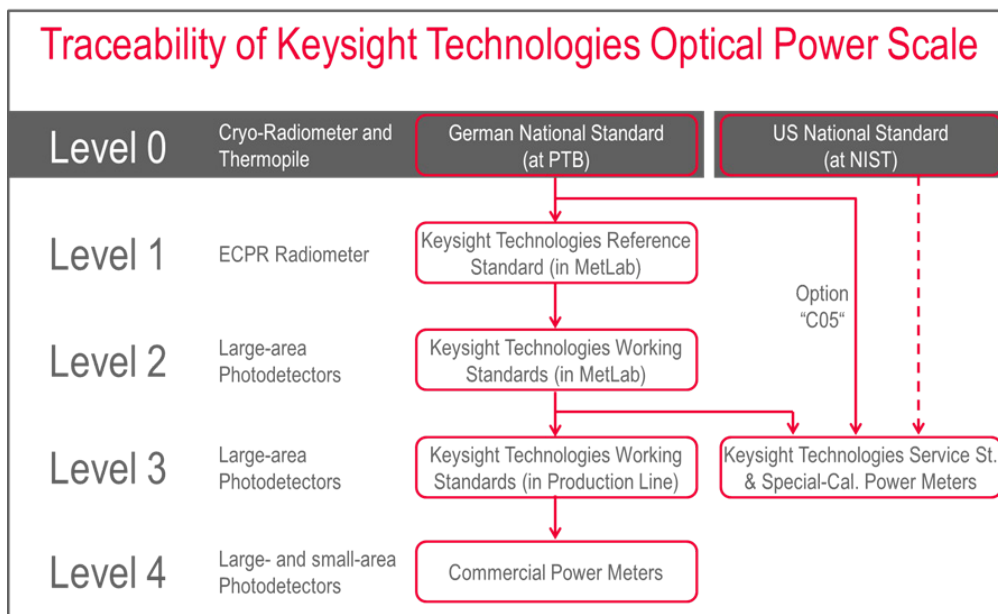 Traceability of Keysight Technologies Optical Power Scale
Level 0
Cryo-Radiometer and
Thermopile
German National Standard
(at PTB)
US National Standard
(at NIST)
Level 1
ECPR Radiometer
Keysight Technologies Reference
Standard (in MetLab)
Option
“C05“
Level 2
Large-area
Photodetectors
Keysight Technologies Working
Standards (in MetLab)
Level 3
Large-area
Photodetectors
Keysight Technologies Working
Standards (in Production Line)
Keysight Technologies Service St.
& Special-Cal. Power Meters
Level 4
Large- and small-area
Photodetectors
Commercial Power Meters